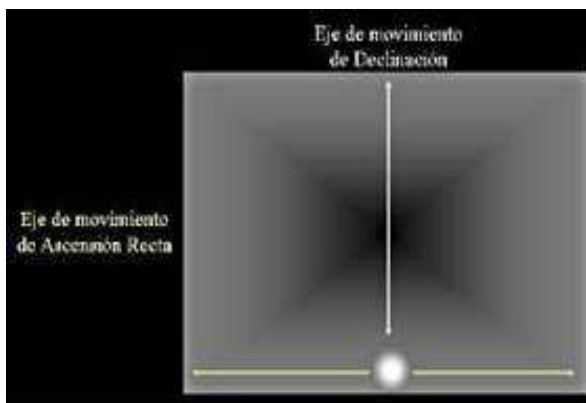 Eje de movimiento
de Declinación
Eje de movimiento
de Ascensión Recta